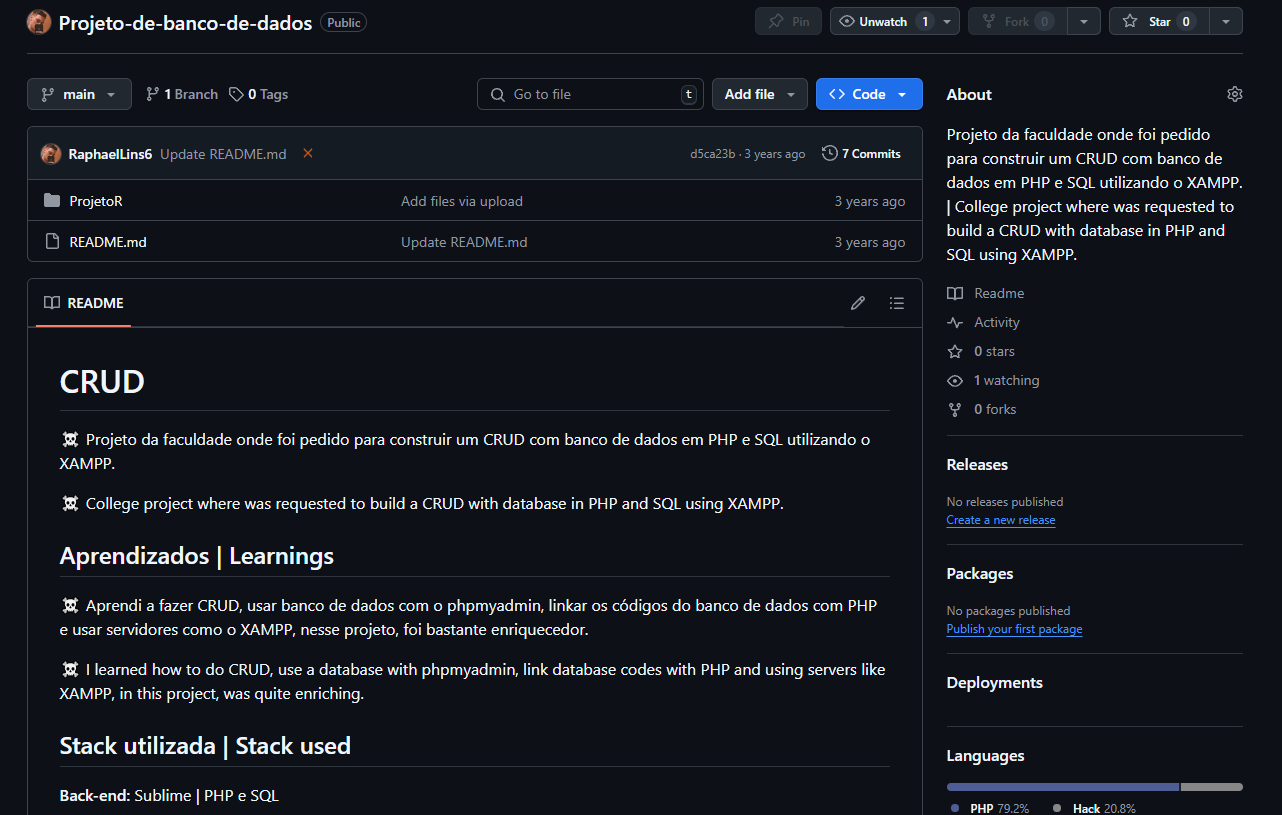 Projeto-de-banco-de-dados Public
Pin
Unwatch 1
Fork 0
Star 0
main
1 Branch
0 Tags
Go to file t
Add file
Code
RaphaelLins6 Update README.md
d5ca23b · 3 years ago
7 Commits
ProjetoR Add files via upload 3 years ago
README.md Update README.md 3 years ago
README
CRUD
☠️ Projeto da faculdade onde foi pedido para construir um CRUD com banco de dados em PHP e SQL utilizando o
XAMPP.
☠️ College project where was requested to build a CRUD with database in PHP and SQL using XAMPP.
Aprendizados | Learnings
☠️ Aprendi a fazer CRUD, usar banco de dados com o phpmyadmin, linkar os códigos do banco de dados com PHP
e usar servidores como o XAMPP, nesse projeto, foi bastante enriquecedor.
☠️ I learned how to do CRUD, use a database with phpmyadmin, link database codes with PHP and using servers like
XAMPP, in this project, was quite enriching.
Stack utilizada | Stack used
Back-end: Sublime | PHP e SQL
About
Projeto da faculdade onde foi pedido
para construir um CRUD com banco de
dados em PHP e SQL utilizando o XAMPP.
| College project where was requested to
build a CRUD with database in PHP and
SQL using XAMPP.
Readme
Activity
0 stars
1 watching
0 forks
Releases
No releases published
Create a new release
Packages
No packages published
Publish your first package
Deployments
Languages
PHP 79.2% Hack 20.8%